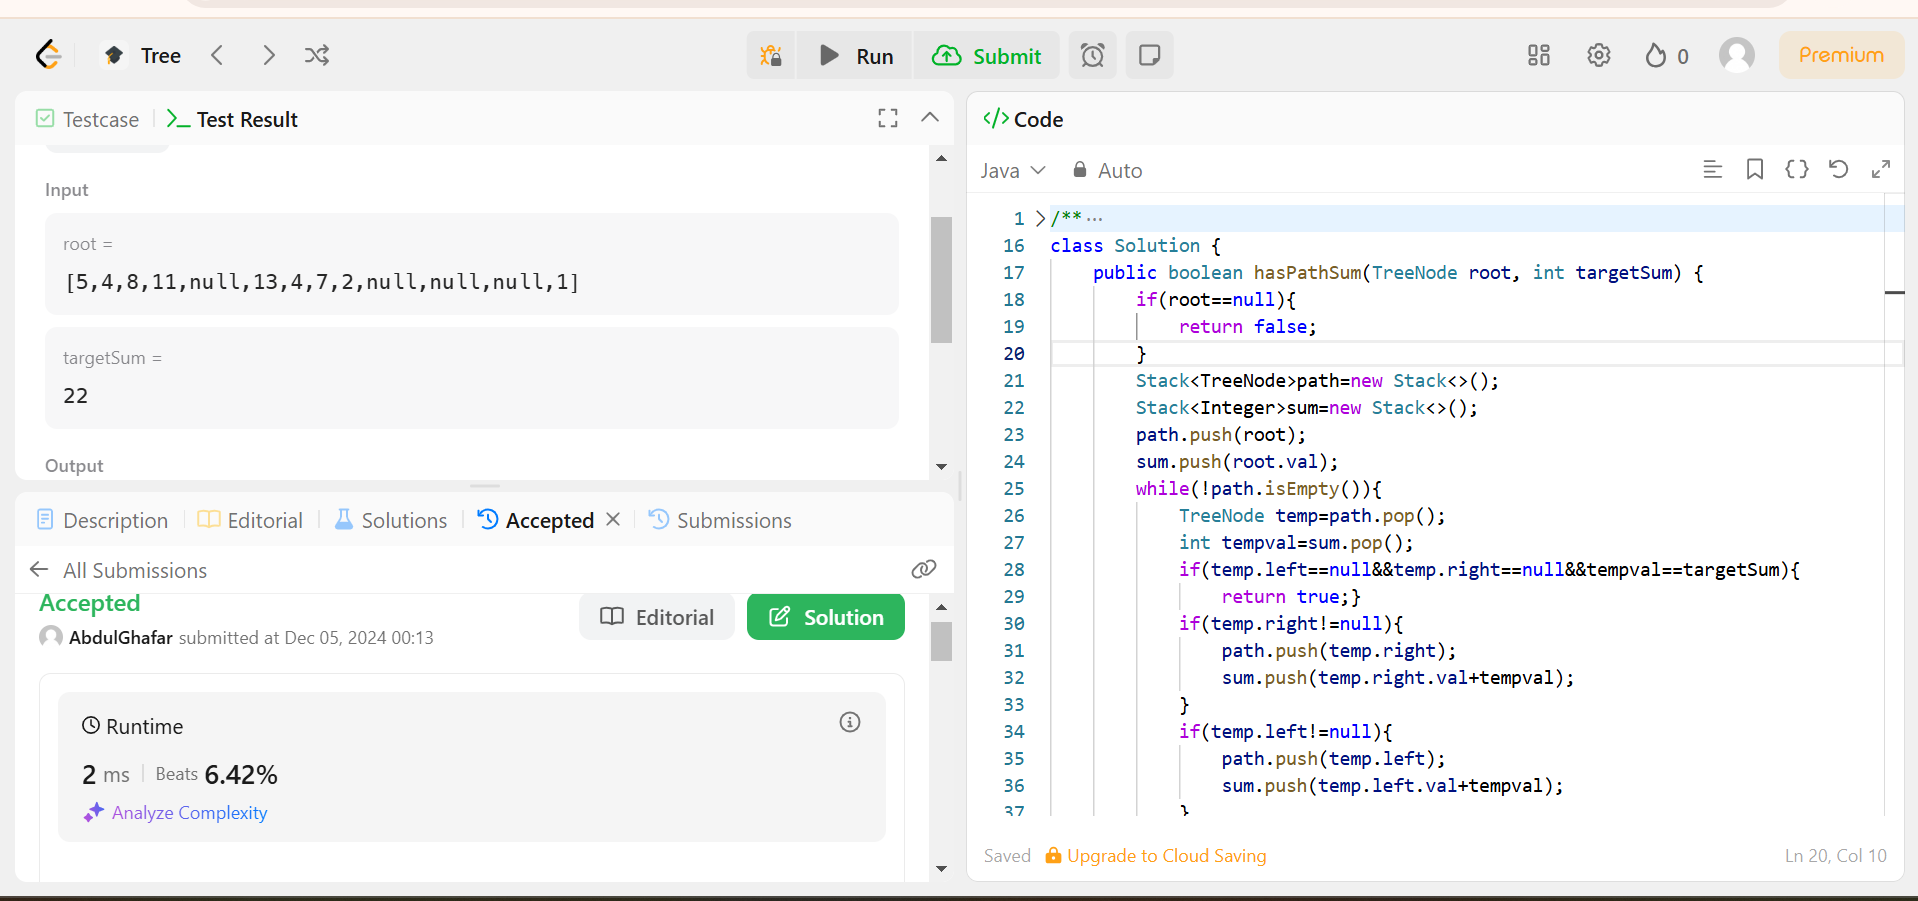 Tree
Run
Submit
0
Premium
Testcase
Test Result
Input
root =
[5,4,8,11,null,13,4,7,2,null,null,null,1]
targetSum =
22
Output
Description
Editorial
Solutions
Accepted
Submissions
All Submissions
Accepted
AbdulGhafar submitted at Dec 05, 2024 00:13
Editorial
Solution
Runtime
2 ms
Beats 6.42%
Analyze Complexity
</> Code
Java
Auto
1 /** ···
16 class Solution {
17     public boolean hasPathSum(TreeNode root, int targetSum) {
18         if(root==null){
19             return false;
20         }
21         Stack<TreeNode>path=new Stack<>();
22         Stack<Integer>sum=new Stack<>();
23         path.push(root);
24         sum.push(root.val);
25         while(!path.isEmpty()){
26             TreeNode temp=path.pop();
27             int tempval=sum.pop();
28             if(temp.left==null&&temp.right==null&&tempval==targetSum){
29                 return true;}
30             if(temp.right!=null){
31                 path.push(temp.right);
32                 sum.push(temp.right.val+tempval);
33             }
34             if(temp.left!=null){
35                 path.push(temp.left);
36                 sum.push(temp.left.val+tempval);
37             }
Saved
Upgrade to Cloud Saving
Ln 20, Col 10